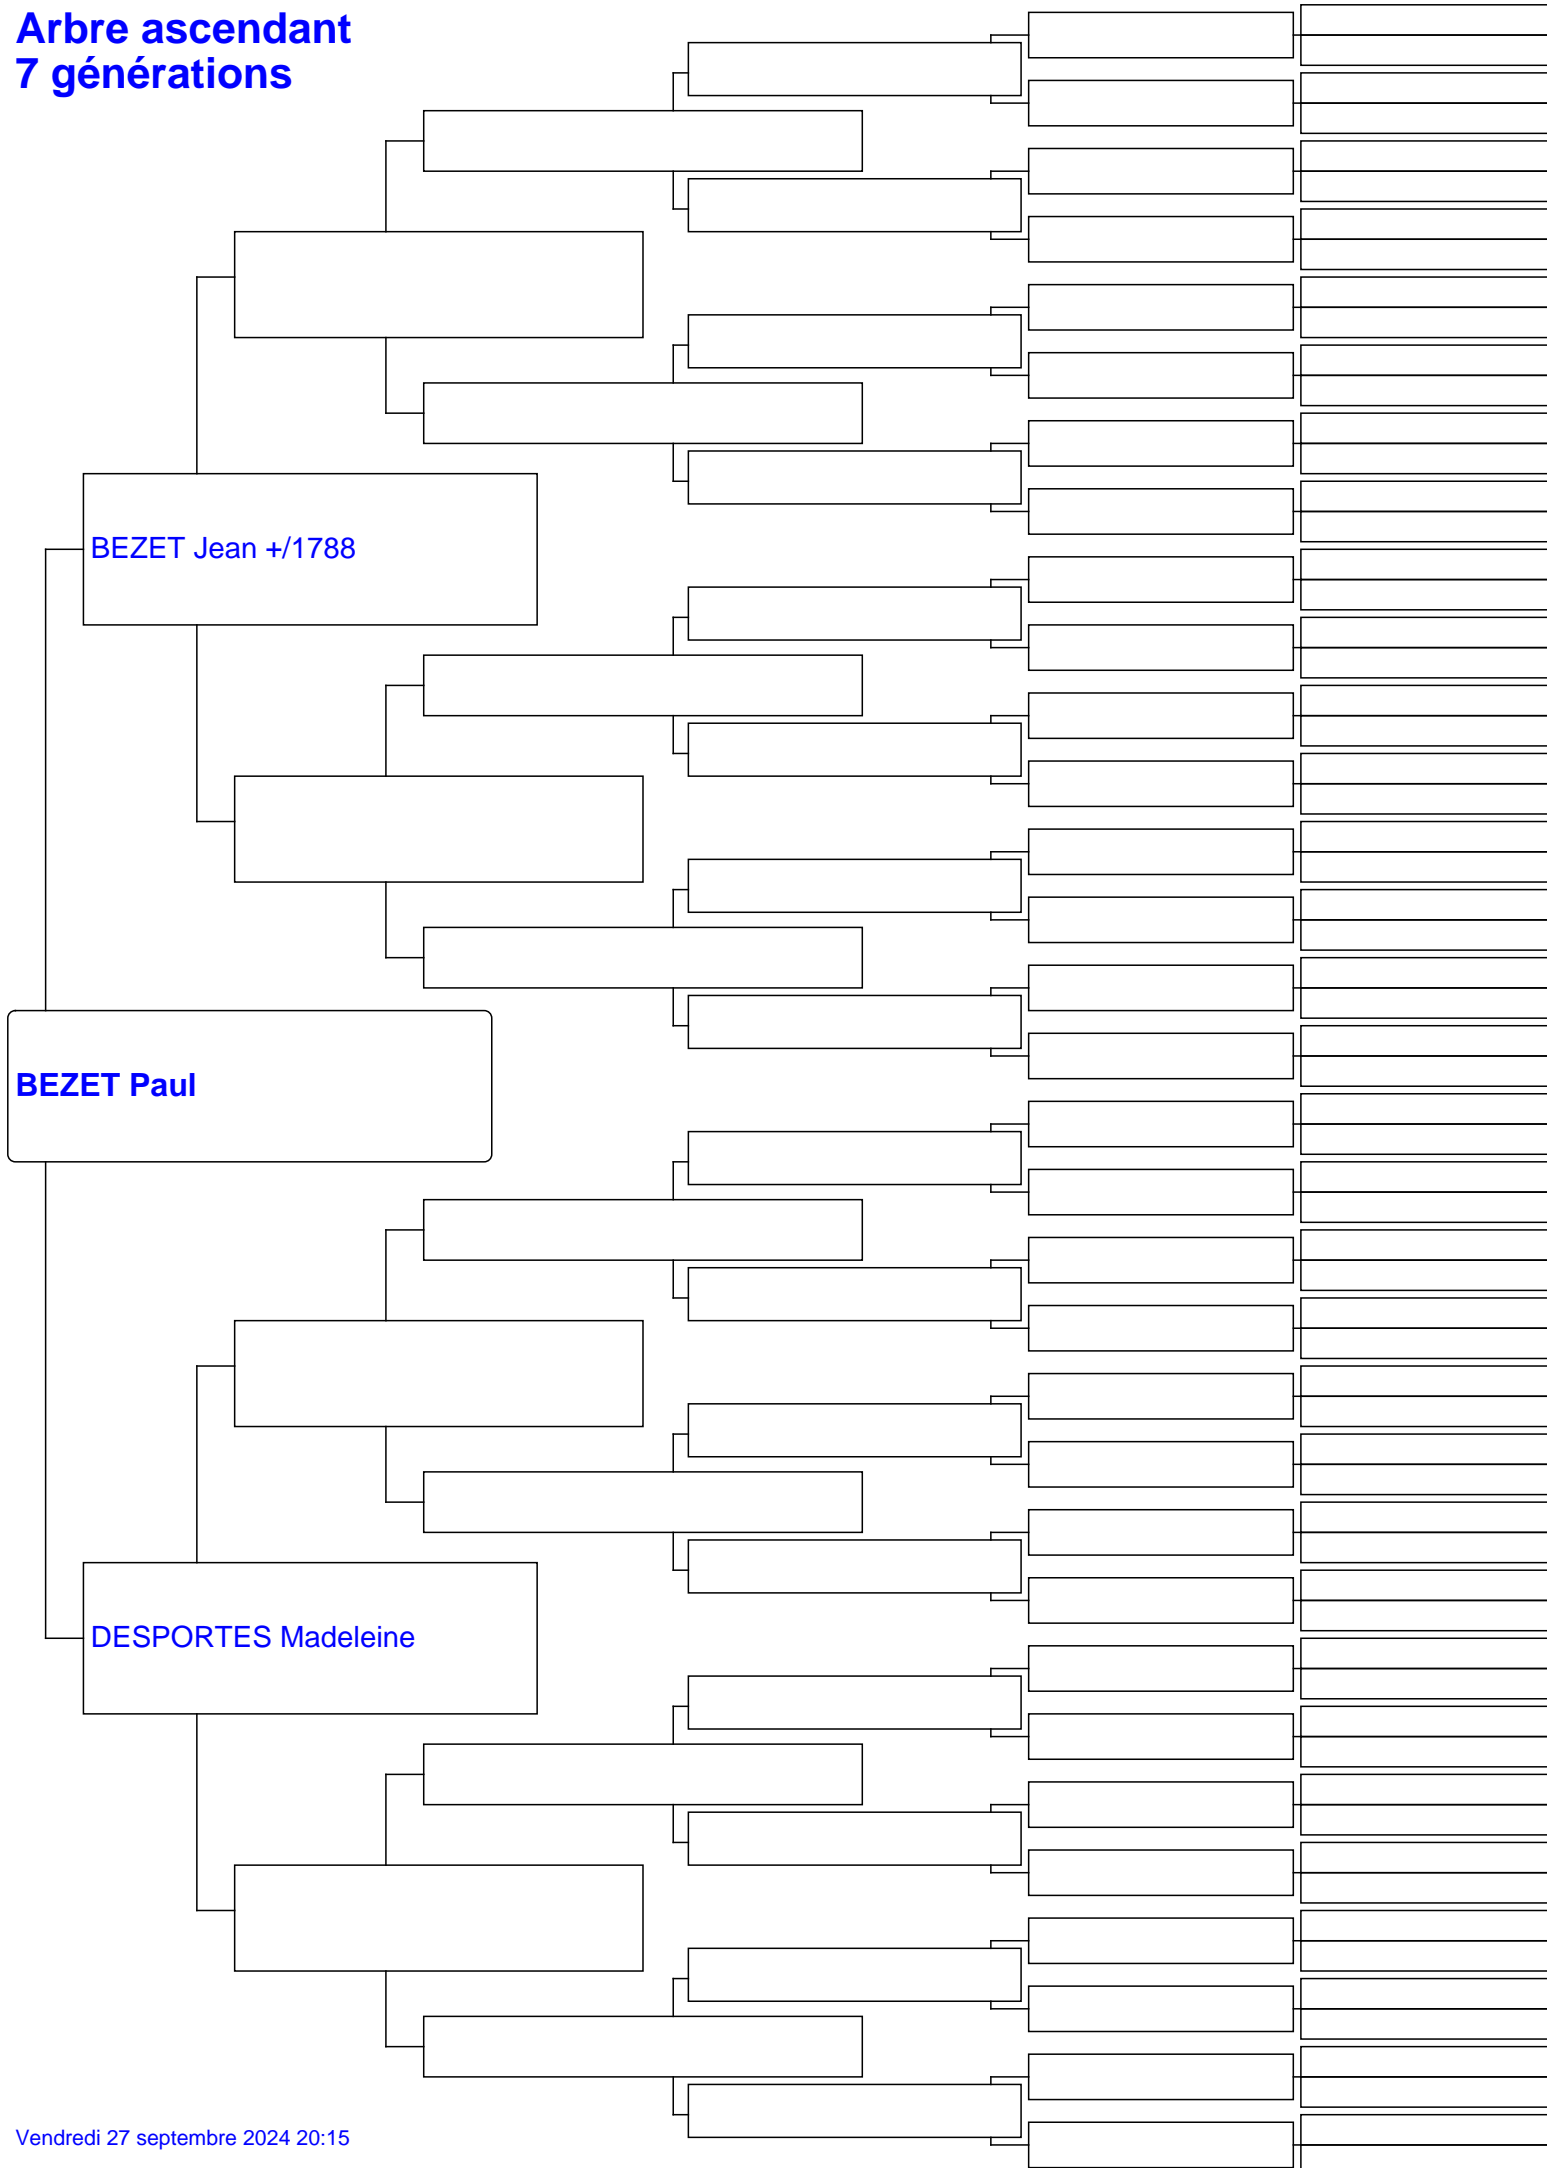 Arbre ascendant
7 générations
BEZET Jean +/1788
BEZET Paul
DESPORTES Madeleine
Vendredi 27 septembre 2024 20:15